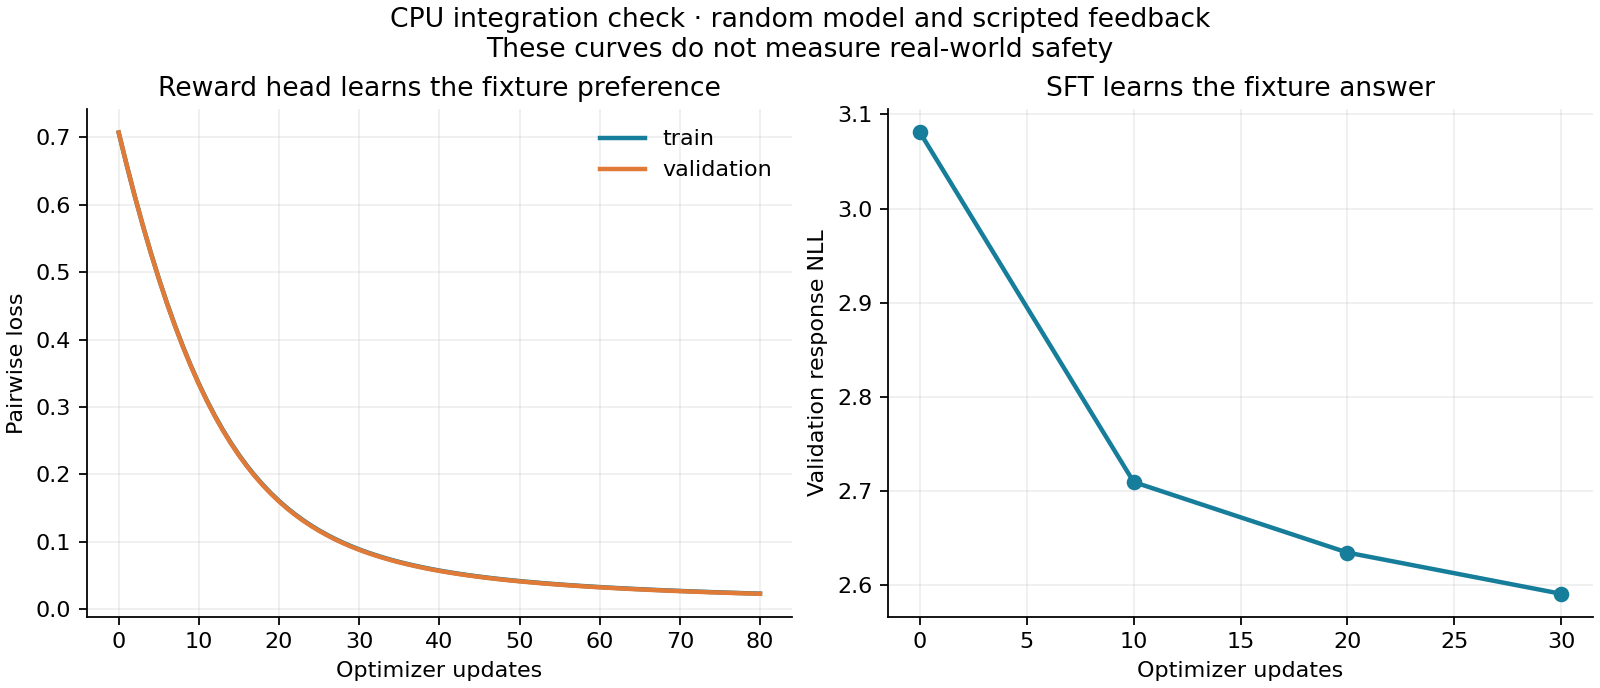 CPU integration check · random model and scripted feedback
These curves do not measure real-world safety
Reward head learns the fixture preference
Pairwise loss
0.7
0.6
0.5
0.4
0.3
0.2
0.1
0.0
train
validation
0 10 20 30 40 50 60 70 80
Optimizer updates
SFT learns the fixture answer
Validation response NLL
3.1
3.0
2.9
2.8
2.7
2.6
0 5 10 15 20 25 30
Optimizer updates